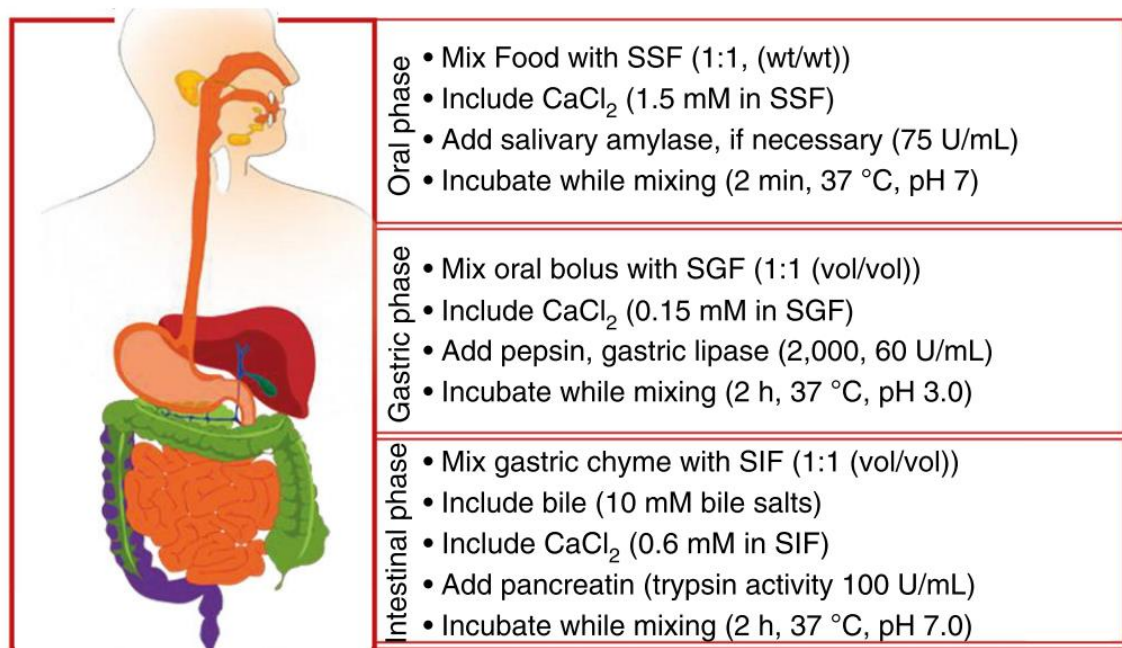 Oral phase
• Mix Food with SSF (1:1, (wt/wt))
• Include CaCl₂ (1.5 mM in SSF)
• Add salivary amylase, if necessary (75 U/mL)
• Incubate while mixing (2 min, 37 °C, pH 7)
Gastric phase
• Mix oral bolus with SGF (1:1 (vol/vol))
• Include CaCl₂ (0.15 mM in SGF)
• Add pepsin, gastric lipase (2,000, 60 U/mL)
• Incubate while mixing (2 h, 37 °C, pH 3.0)
Intestinal phase
• Mix gastric chyme with SIF (1:1 (vol/vol))
• Include bile (10 mM bile salts)
• Include CaCl₂ (0.6 mM in SIF)
• Add pancreatin (trypsin activity 100 U/mL)
• Incubate while mixing (2 h, 37 °C, pH 7.0)